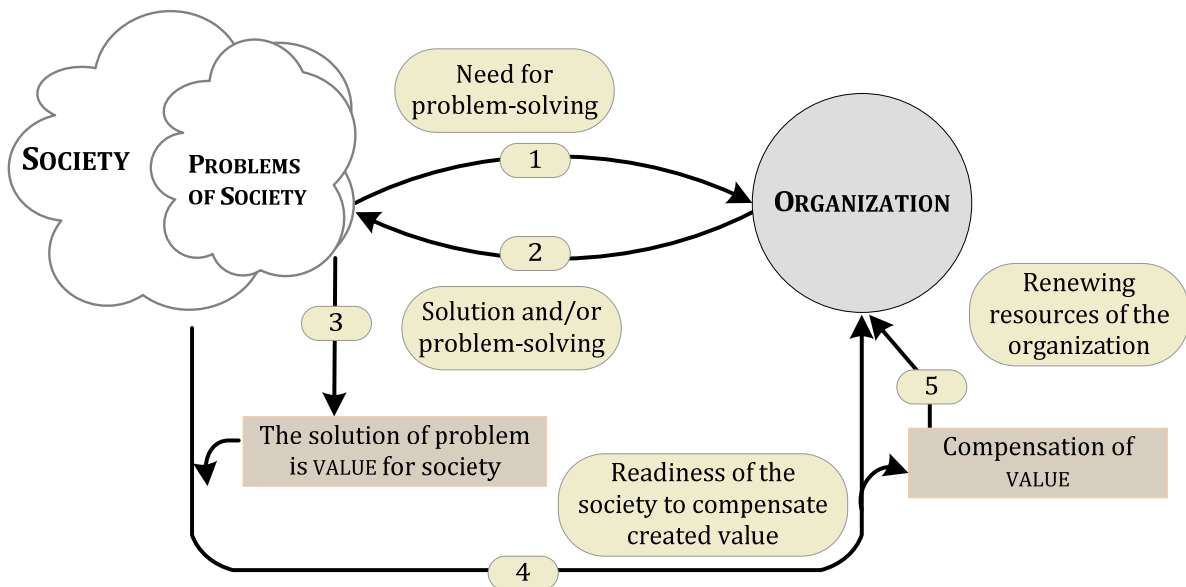 Need for
problem-solving
1
SOCIETY
PROBLEMS
OF SOCIETY
ORGANIZATION
2
Solution and/or
problem-solving
3
Renewing
resources of the
organization
5
The solution of problem
is VALUE for society
Compensation of
VALUE
Readiness of the
society to compensate
created value
4